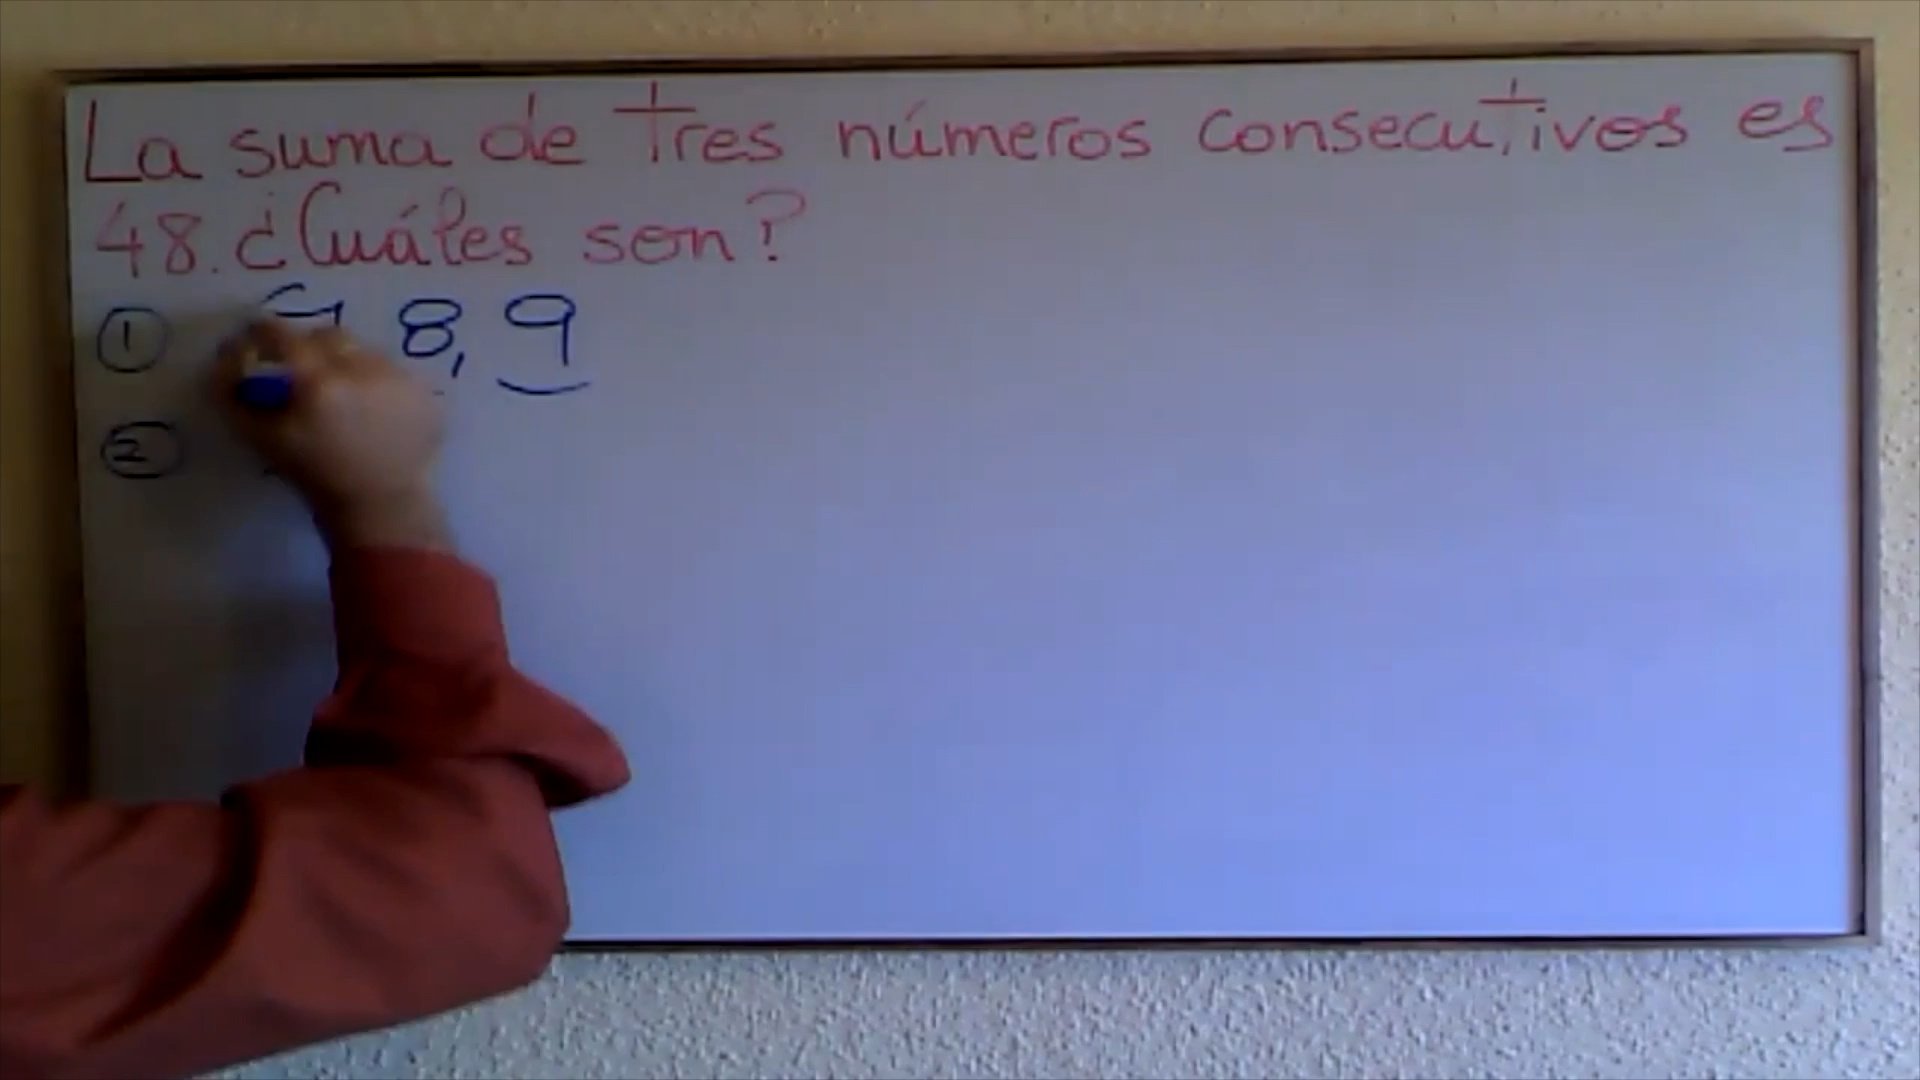 La suma de tres números consecutivos es
48. ¿Cuáles son?
① 8, 9
②